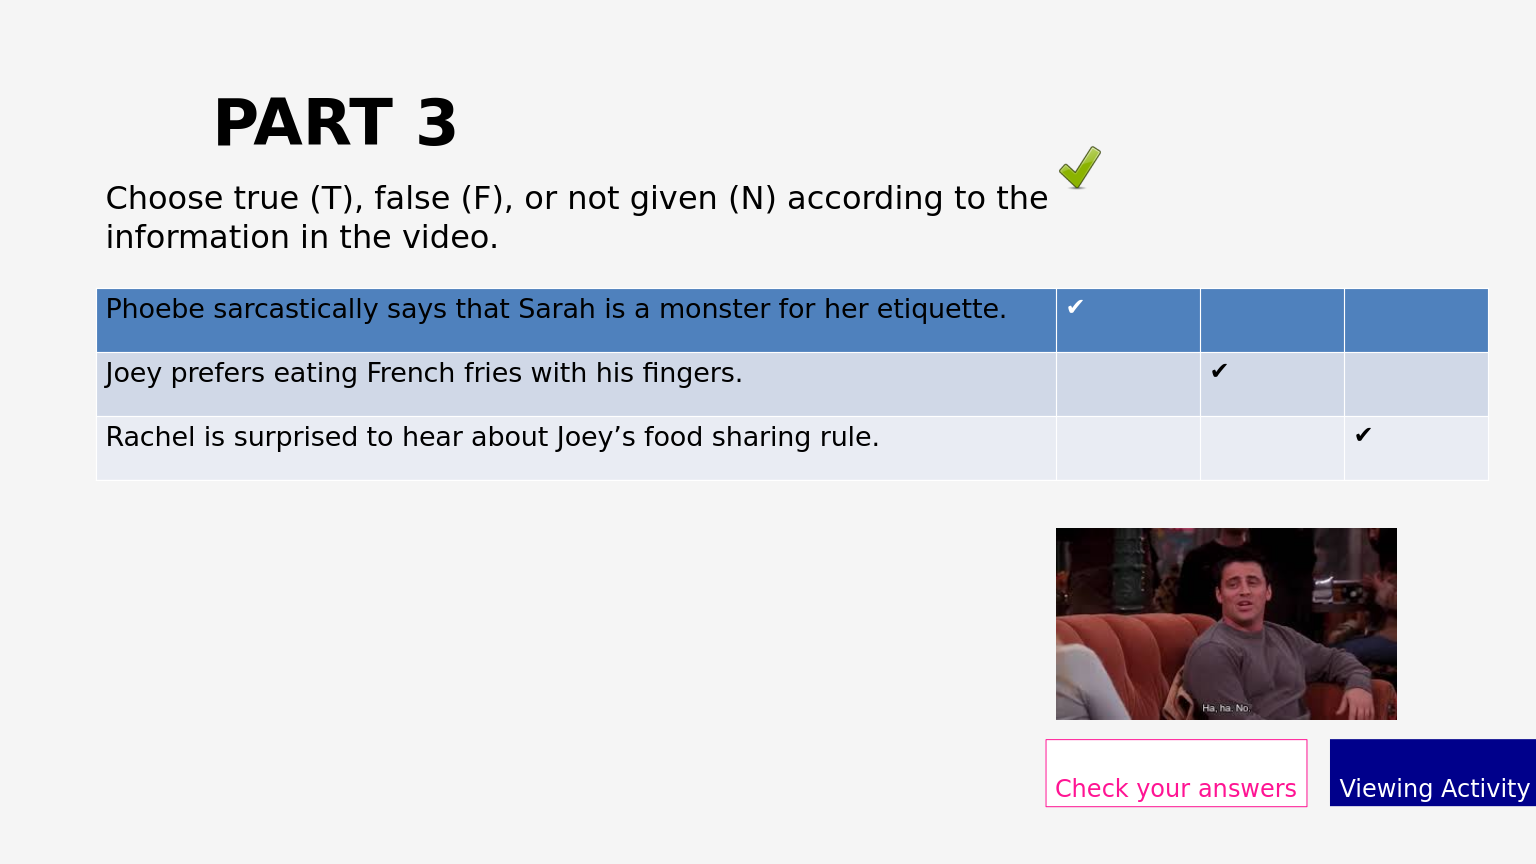 PART 3
Choose true (T), false (F), or not given (N) according to the
information in the video.
Phoebe sarcastically says that Sarah is a monster for her etiquette. ✔
Joey prefers eating French fries with his fingers. ✔
Rachel is surprised to hear about Joey’s food sharing rule. ✔
Ha, ha. No.
Check your answers
Viewing Activity